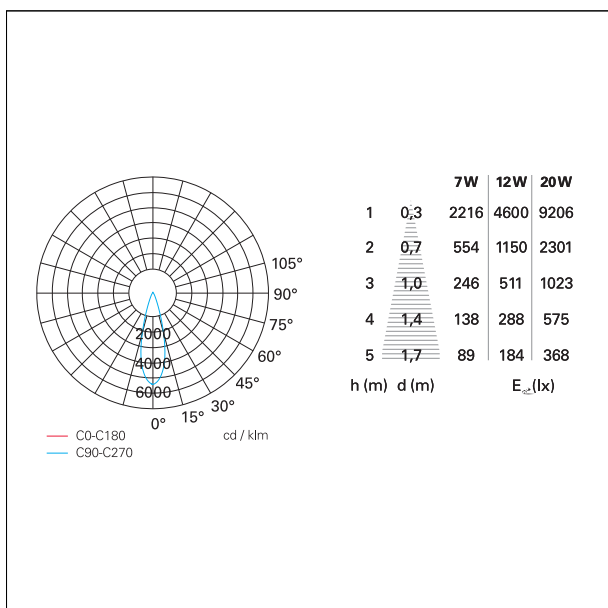 105°
90°
75°
60°
45°
30°
15°
0°
2000
4000
6000
C0-C180
C90-C270
cd / klm
7W 12W 20W
1 0,3 2216 4600 9206
2 0,7 554 1150 2301
3 1,0 246 511 1023
4 1,4 138 288 575
5 1,7 89 184 368
h (m) d (m) E (lx)